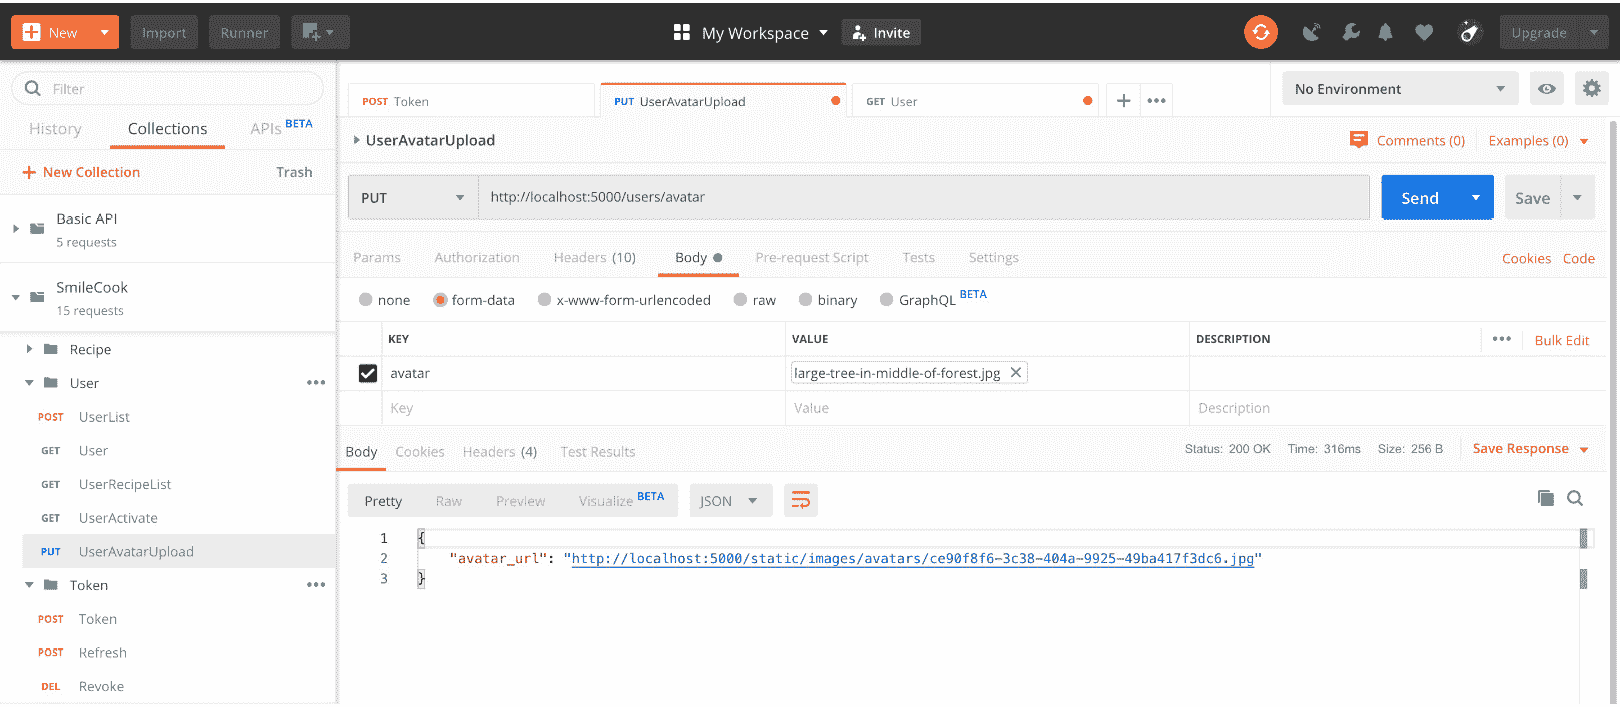 New Import Runner My Workspace Invite Upgrade
Filter
History Collections APIs BETA
+ New Collection Trash
Basic API
5 requests
SmileCook
15 requests
Recipe
User •••
POST UserList
GET User
GET UserRecipeList
GET UserActivate
PUT UserAvatarUpload
Token •••
POST Token
POST Refresh
DEL Revoke
POST Token PUT UserAvatarUpload GET User + ••• No Environment
UserAvatarUpload Comments (0) Examples (0)
PUT http://localhost:5000/users/avatar Send Save
Params Authorization Headers (10) Body Pre-request Script Tests Settings Cookies Code
none form-data x-www-form-urlencoded raw binary GraphQL BETA
KEY VALUE DESCRIPTION ••• Bulk Edit
avatar large-tree-in-middle-of-forest.jpg ×
Key Value Description
Body Cookies Headers (4) Test Results Status: 200 OK Time: 316ms Size: 256 B Save Response
Pretty Raw Preview Visualize BETA JSON
1 {
2 "avatar_url": "http://localhost:5000/static/images/avatars/ce90f8f6-3c38-404a-9925-49ba417f3dc6.jpg"
3 }